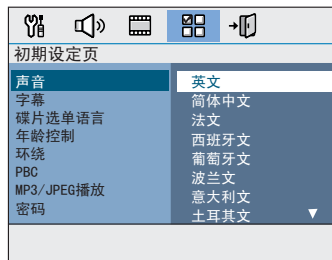 初期设定页
声音
字幕
碟片选单语言
年龄控制
环绕
PBC
MP3/JPEG播放
密码
英文
简体中文
法文
西班牙文
葡萄牙文
波兰文
意大利文
土耳其文